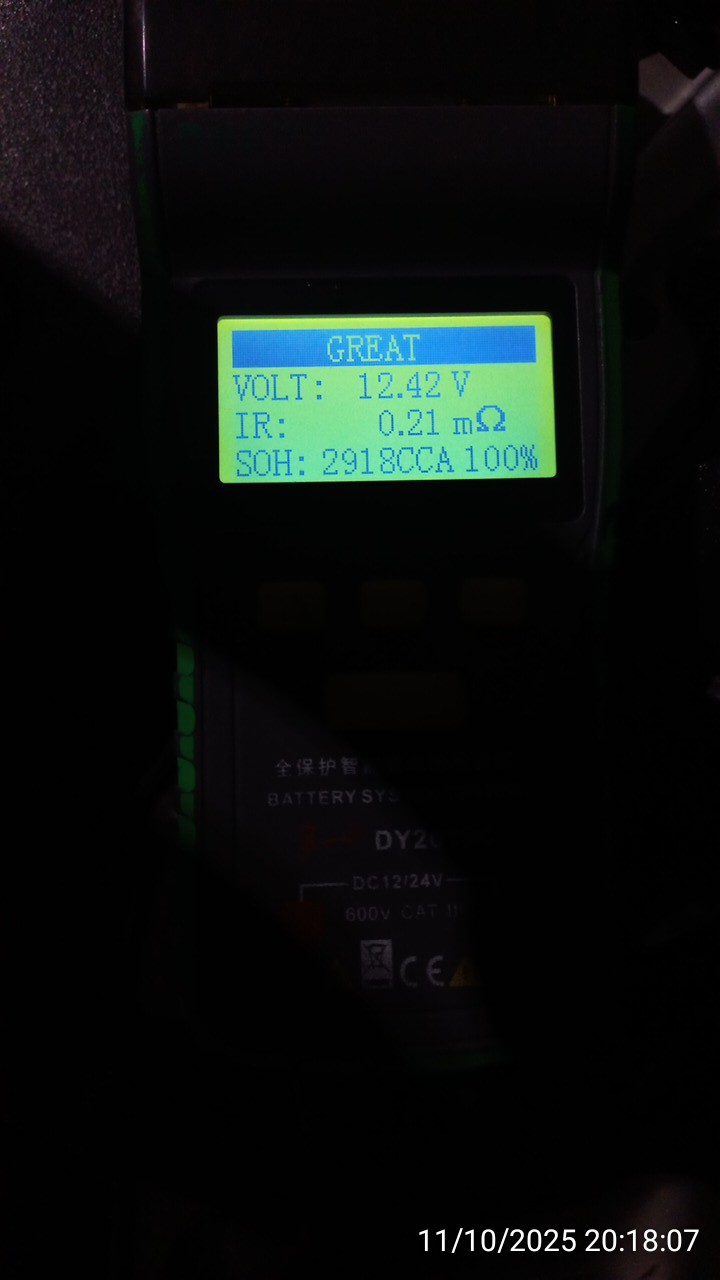 GREAT
VOLT: 12.42 V
IR: 0.21 mΩ
SOH: 2918CCA 100%
全保护智
BATTERY SYS
DY2
DC12/24V
600V CAT II
CE
11/10/2025 20:18:07